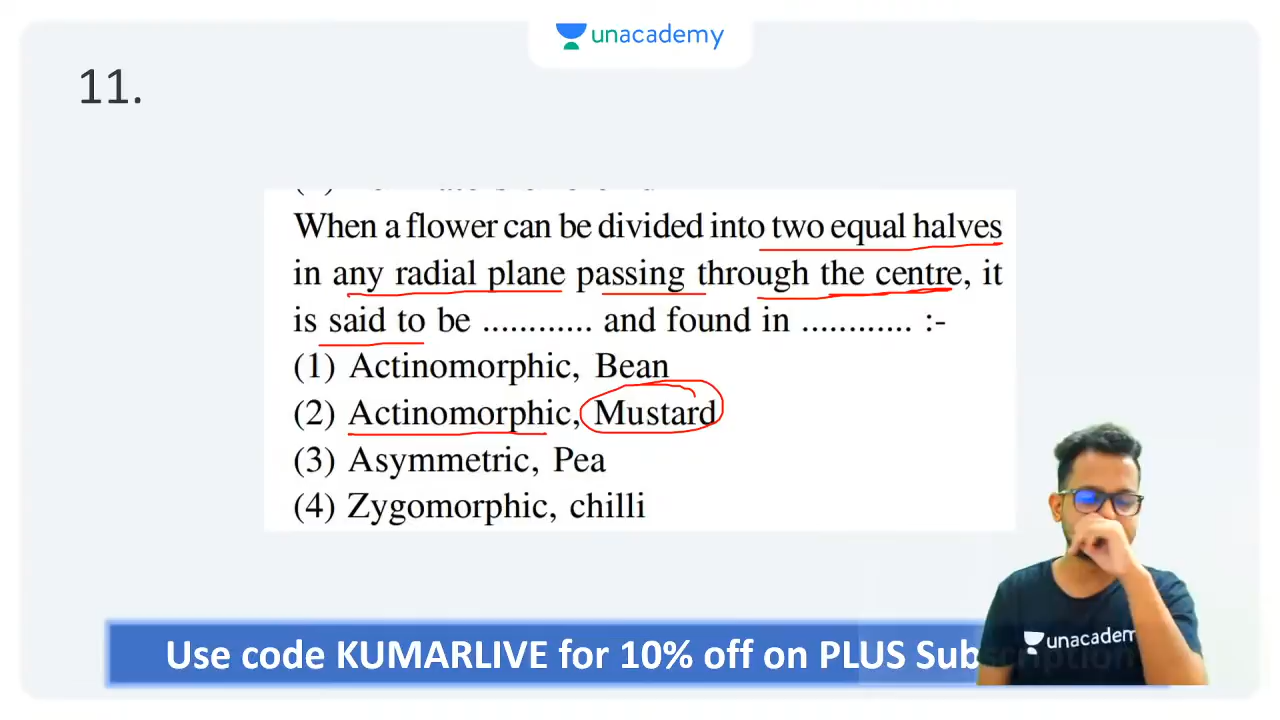 unacademy
11.
When a flower can be divided into two equal halves
in any radial plane passing through the centre, it
is said to be ............ and found in ............ :-
(1) Actinomorphic, Bean
(2) Actinomorphic, Mustard
(3) Asymmetric, Pea
(4) Zygomorphic, chilli
unacademy
Use code KUMARLIVE for 10% off on PLUS Subscription